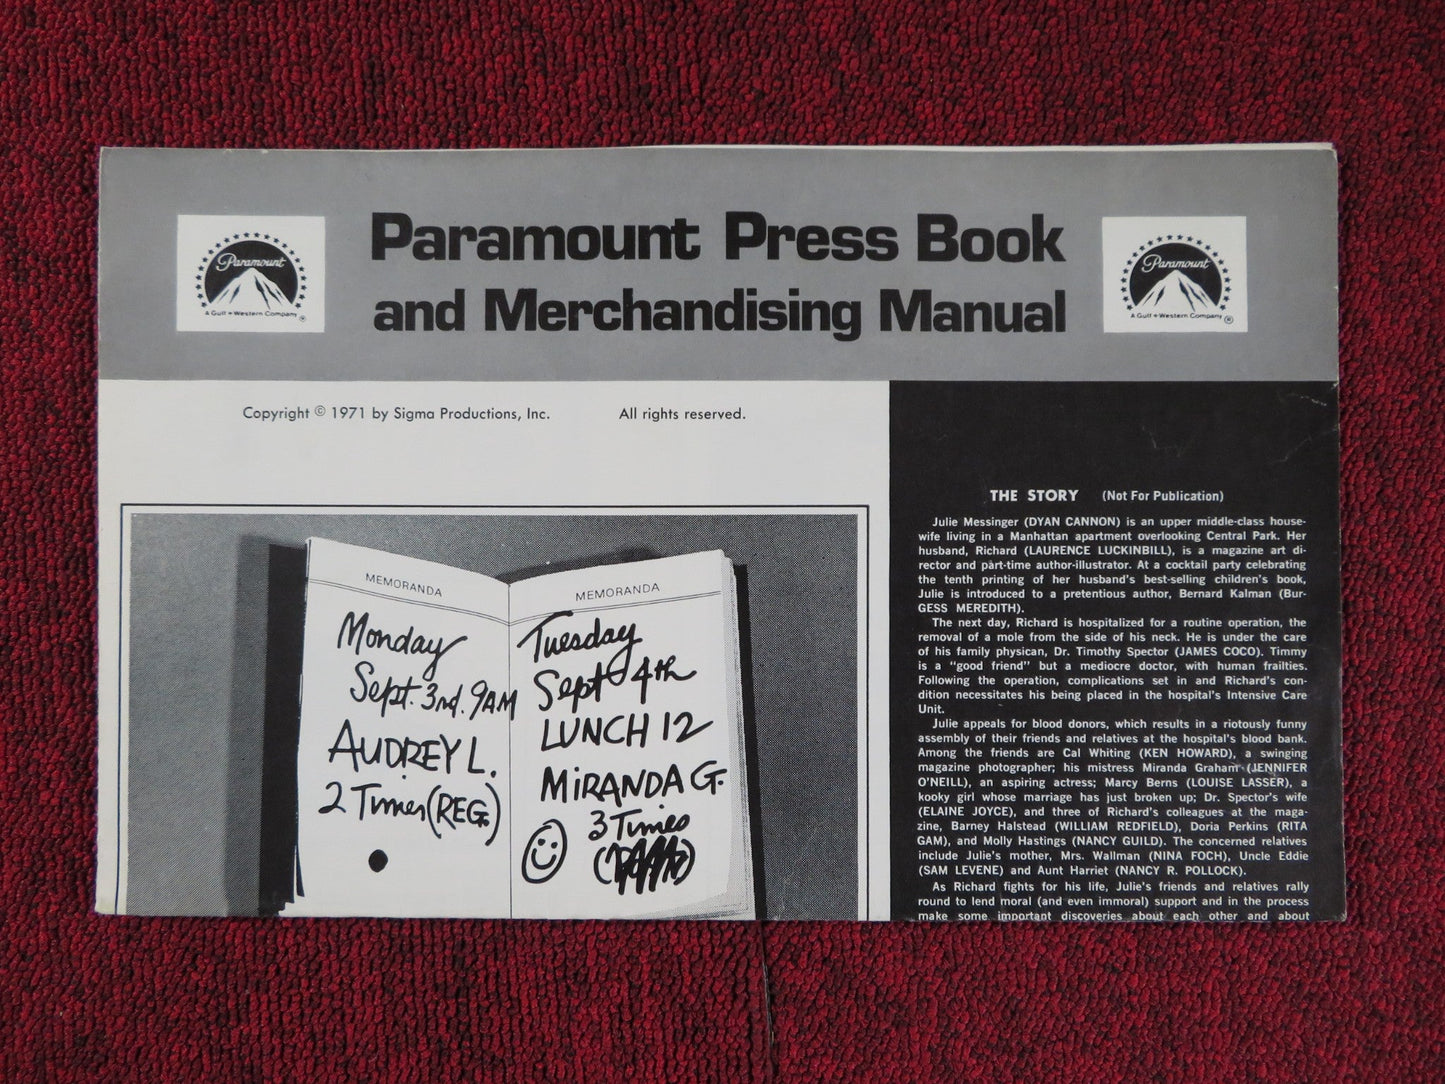 Paramount
A Gulf + Western Company
®
Paramount Press Book
and Merchandising Manual
Paramount
A Gulf + Western Company
®
Copyright © 1971 by Sigma Productions, Inc. All rights reserved.
MEMORANDA
Monday
Sept. 3rd. 9AM
AUDREY L.
2 Times (REG.)
MEMORANDA
Tuesday
Sept 4th
LUNCH 12
MIRANDA G.
3 Times
THE STORY (Not For Publication)
Julie Messinger (DYAN CANNON) is an upper middle-class house-
wife living in a Manhattan apartment overlooking Central Park. Her
husband, Richard (LAURENCE LUCKINBILL), is a magazine art di-
rector and part-time author-illustrator. At a cocktail party celebrating
the tenth printing of her husband's best-selling children's book,
Julie is introduced to a pretentious author, Bernard Kalman (Bur-
GESS MEREDITH).
The next day, Richard is hospitalized for a routine operation, the
removal of a mole from the side of his neck. He is under the care
of his family physican, Dr. Timothy Spector (JAMES COCO). Timmy
is a "good friend" but a mediocre doctor, with human frailties.
Following the operation, complications set in and Richard's con-
dition necessitates his being placed in the hospital's Intensive Care
Unit.
Julie appeals for blood donors, which results in a riotously funny
assembly of their friends and relatives at the hospital's blood bank.
Among the friends are Cal Whiting (KEN HOWARD), a swinging
magazine photographer; his mistress Miranda Graham (JENNIFER
O'NEILL), an aspiring actress; Marcy Berns (LOUISE LASSER), a
kooky girl whose marriage has just broken up; Dr. Spector's wife
(ELAINE JOYCE), and three of Richard's colleagues at the maga-
zine, Barney Halstead (WILLIAM REDFIELD), Doria Perkins (RITA
GAM), and Molly Hastings (NANCY GUILD). The concerned relatives
include Julie's mother, Mrs. Wallman (NINA FOCH), Uncle Eddie
(SAM LEVENE) and Aunt Harriet (NANCY R. POLLOCK).
As Richard fights for his life, Julie's friends and relatives rally
round to lend moral (and even immoral) support and in the process
make some important discoveries about each other and about